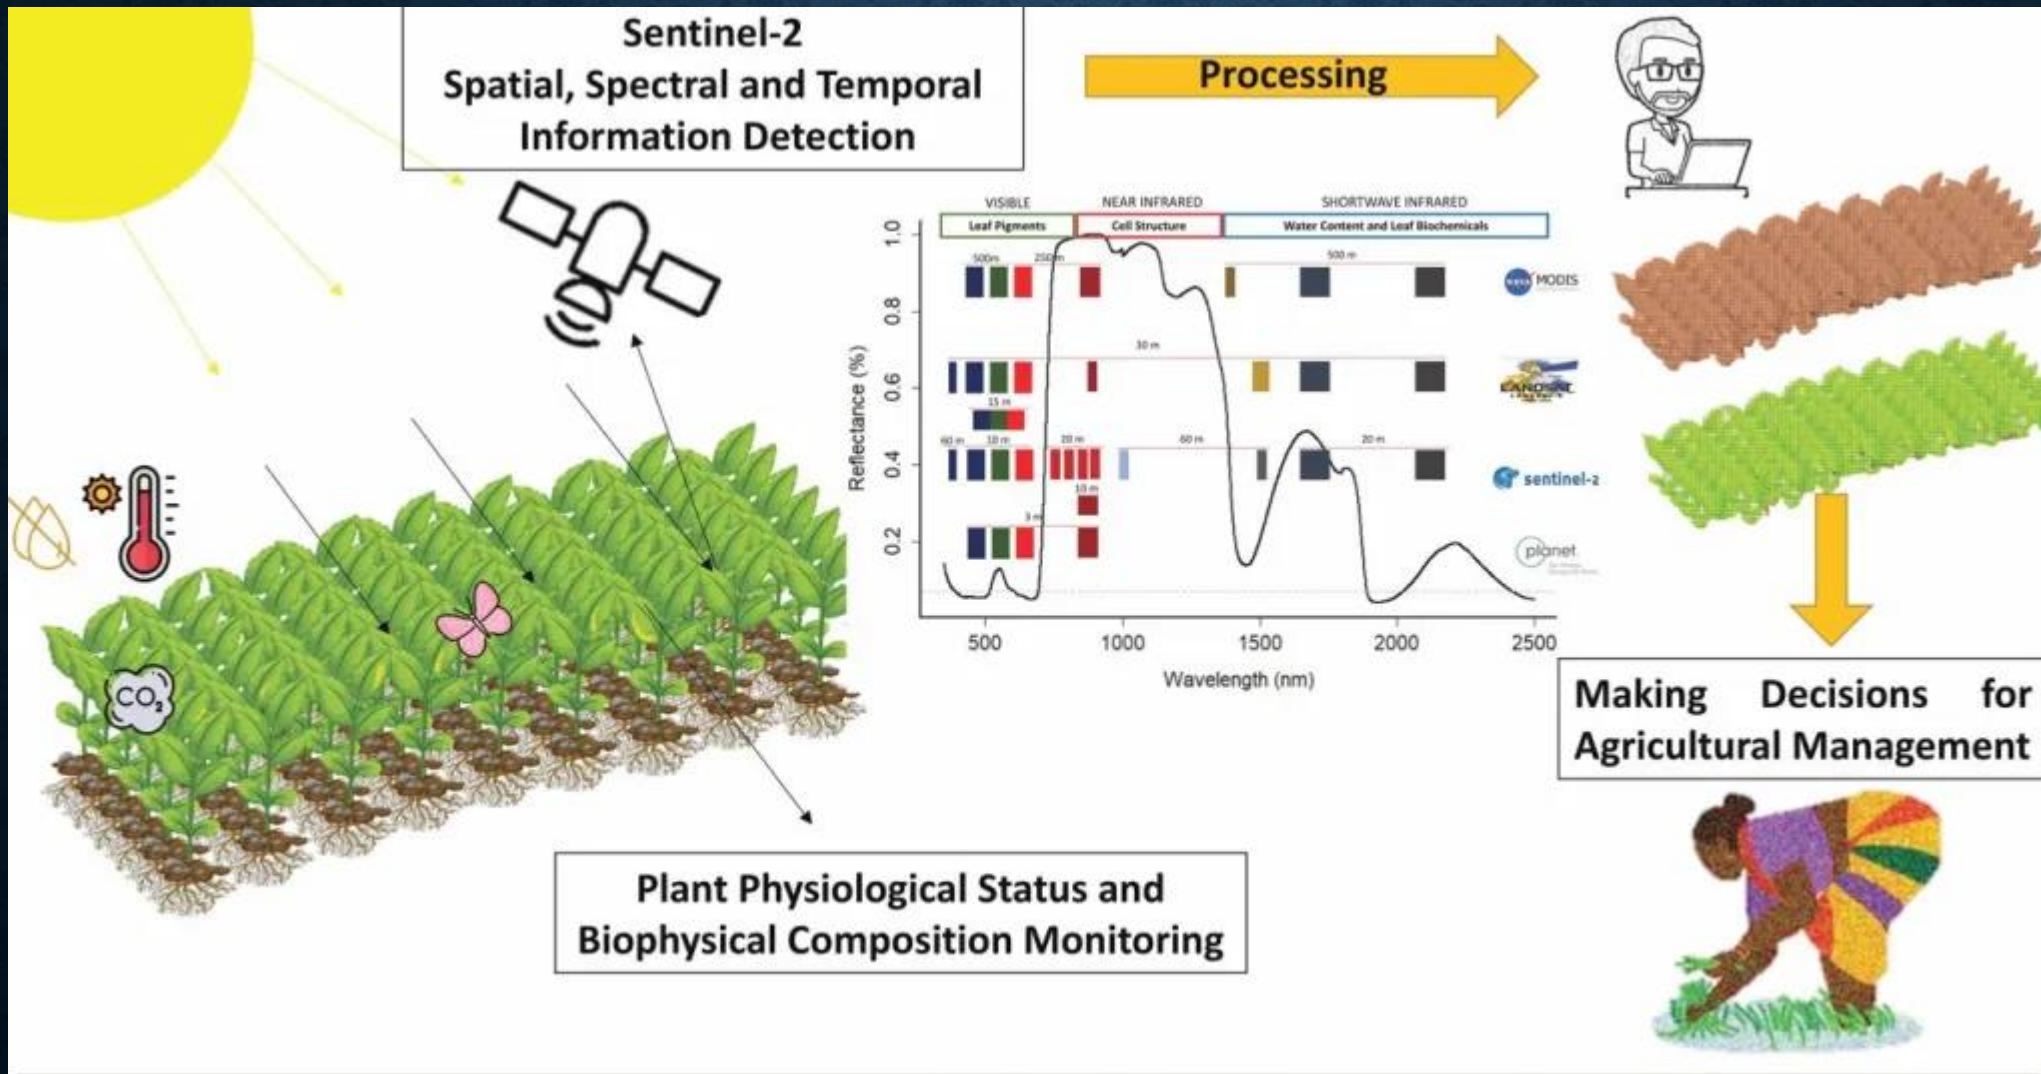 Sentinel-2
Spatial, Spectral and Temporal
Information Detection
Processing
VISIBLE
NEAR INFRARED
SHORTWAVE INFRARED
Leaf Pigments
Cell Structure
Water Content and Leaf Biochemicals
500m
250m
500 m
MODIS
30 m
LANDSAT
15 m
60 m
10 m
20 m
60 m
20 m
sentinel-2
10 m
3 m
planet.
Reflectance (%)
1.0
0.8
0.6
0.4
0.2
500
1000
1500
2000
2500
Wavelength (nm)
CO2
Making Decisions for
Agricultural Management
Plant Physiological Status and
Biophysical Composition Monitoring